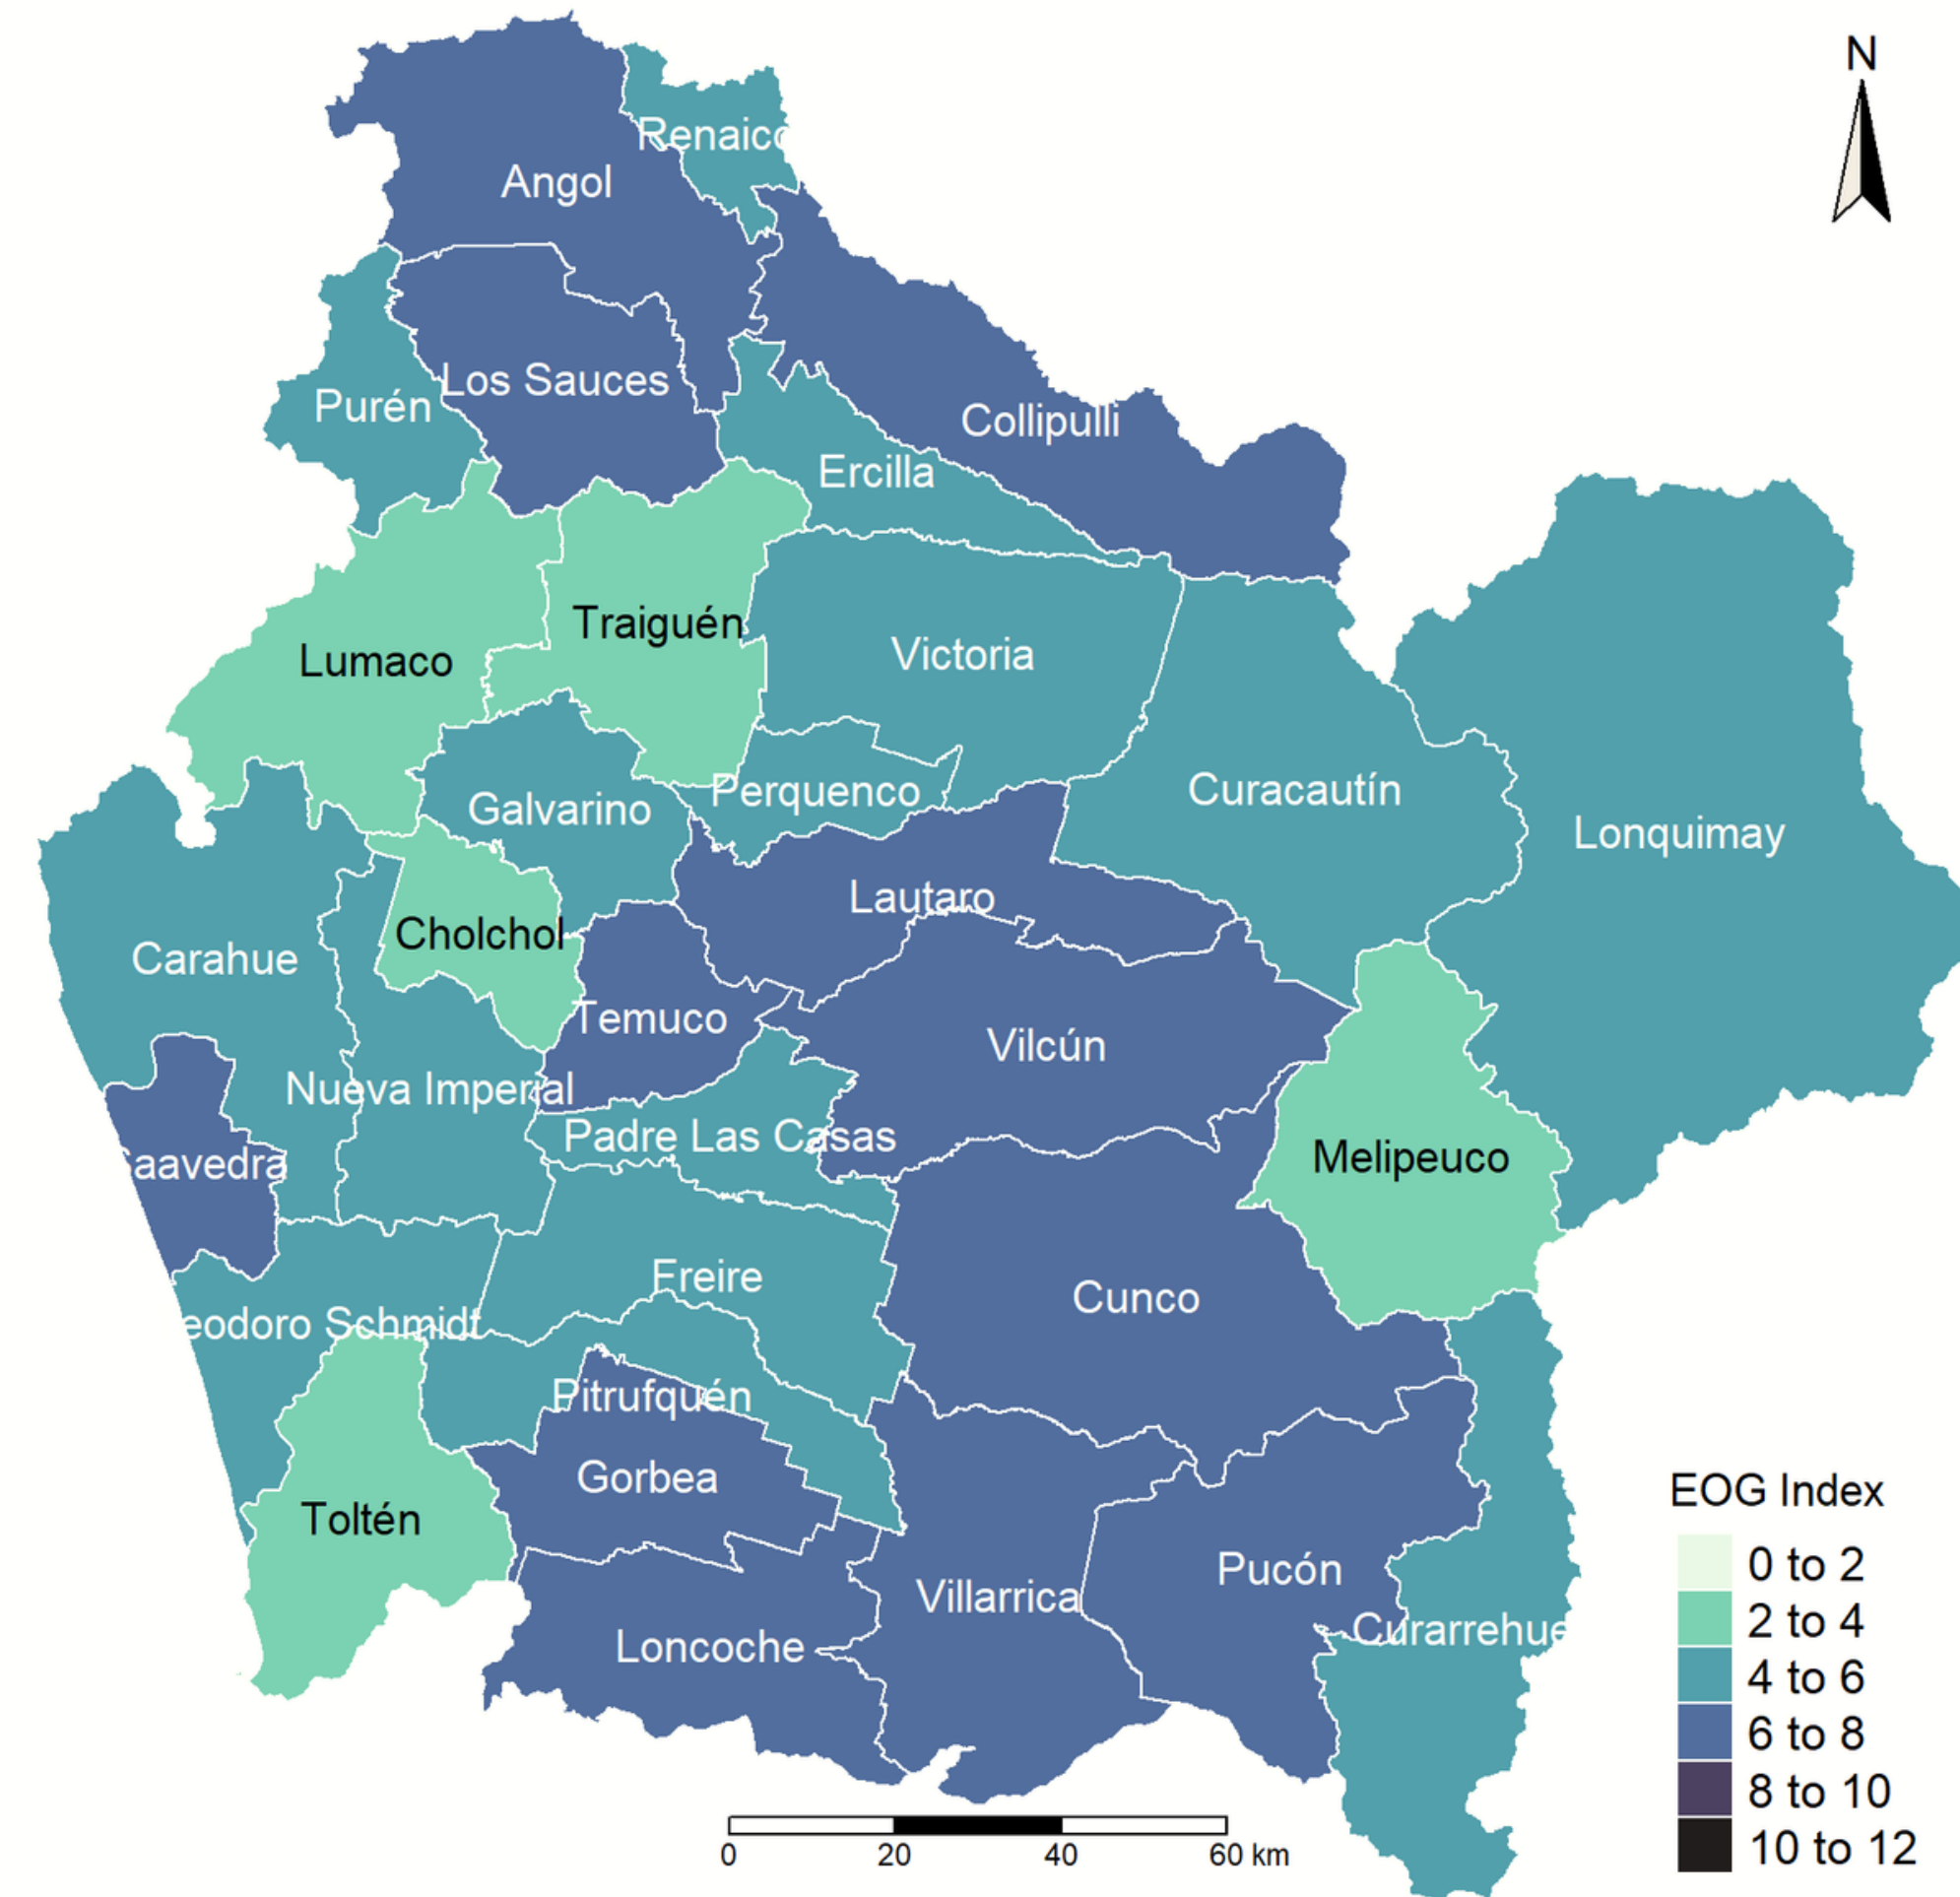 N
Renaico
Angol
Los Sauces
Purén
Collipulli
Ercilla
Traiguén
Victoria
Lumaco
Perquenco
Curacautín
Galvarino
Lonquimay
Lautaro
Cholchol
Carahue
Temuco
Vilcún
Nueva Imperial
Padre Las Casas
Melipeuco
aavedra
Freire
Cunco
eodoro Schmidt
Pitrufquén
Gorbea
EOG Index
Toltén
0 to 2
Pucón
Villarrica
2 to 4
Curarrehue
Loncoche
4 to 6
6 to 8
8 to 10
10 to 12
0 20 40 60 km